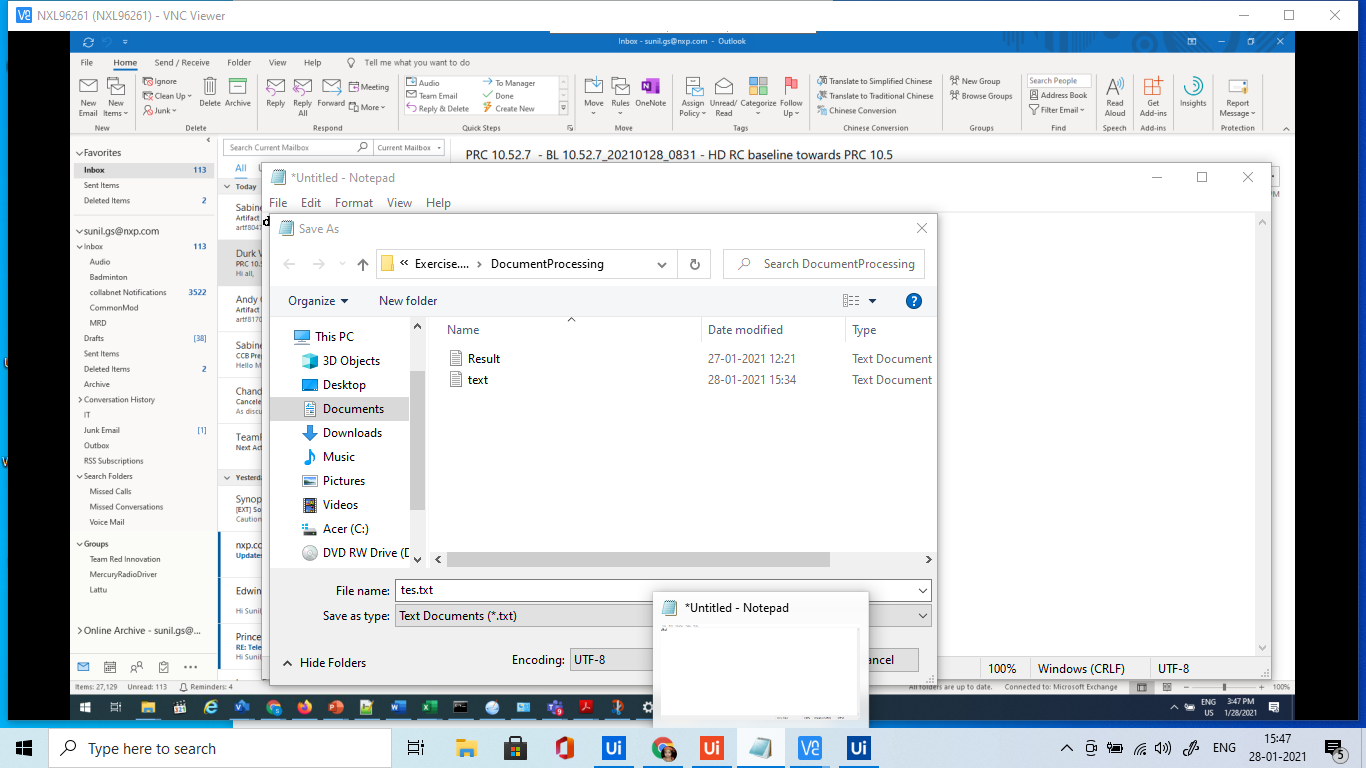 NXL96261 (NXL96261) - VNC Viewer
Inbox - sunil.gs@nxp.com - Outlook
File Home Send / Receive Folder View Help Tell me what you want to do
New Email
New Items
New
Ignore
Clean Up
Junk
Delete
Archive
Delete
Reply
Reply All
Forward
Meeting
More
Respond
Audio
Team Email
Reply & Delete
To Manager
Done
Create New
Quick Steps
Move
Rules
OneNote
Move
Assign Policy
Unread/ Read
Categorize
Follow Up
Tags
Translate to Simplified Chinese
Translate to Traditional Chinese
Chinese Conversion
Chinese Conversion
New Group
Browse Groups
Groups
Search People
Address Book
Filter Email
Find
Read Aloud
Speech
Get Add-ins
Add-ins
Insights
Report Message
Protection
Favorites
Inbox 113
Sent Items
Deleted Items 2
sunil.gs@nxp.com
Inbox 113
Audio
Badminton
collabnet Notifications 3522
CommonMod
MRD
Drafts [38]
Sent Items
Deleted Items 2
Archive
Conversation History
IT
Junk Email [1]
Outbox
RSS Subscriptions
Search Folders
Missed Calls
Missed Conversations
Voice Mail
Groups
Team Red Innovation
MercuryRadioDriver
Lattu
Online Archive - sunil.gs@...
Items: 27,129 Unread: 113 Reminders: 4
Search Current Mailbox Current Mailbox
All
Today
Sabine
Artifact
artf8047
Durk V
PRC 10.5
Hi all,
Andy
Artifact
artf8170
Sabine
CCB Prep
Hello M
Chand
Cancele
As discu
TeamF
Next Act
Yesterda
Synop
[EXT] So
Caution
nxp.co
Updates
Edwin
Hi Sunil
Prince
RE: Tele
Hi Sunil
PRC 10.52.7 - BL 10.52.7_20210128_0831 - HD RC baseline towards PRC 10.5
*Untitled - Notepad
File Edit Format View Help
Save As
Exercise.... DocumentProcessing
Search DocumentProcessing
Organize New folder
This PC
3D Objects
Desktop
Documents
Downloads
Music
Pictures
Videos
Acer (C:)
DVD RW Drive (D
Name Date modified Type
Result 27-01-2021 12:21 Text Document
text 28-01-2021 15:34 Text Document
File name: tes.txt
Save as type: Text Documents (*.txt)
Hide Folders
Encoding: UTF-8
ancel
*Untitled - Notepad
100% Windows (CRLF) UTF-8
All folders are up to date. Connected to: Microsoft Exchange 100%
ENG US
3:47 PM
1/28/2021
Type here to search
ENG
15:47
28-01-2021
5